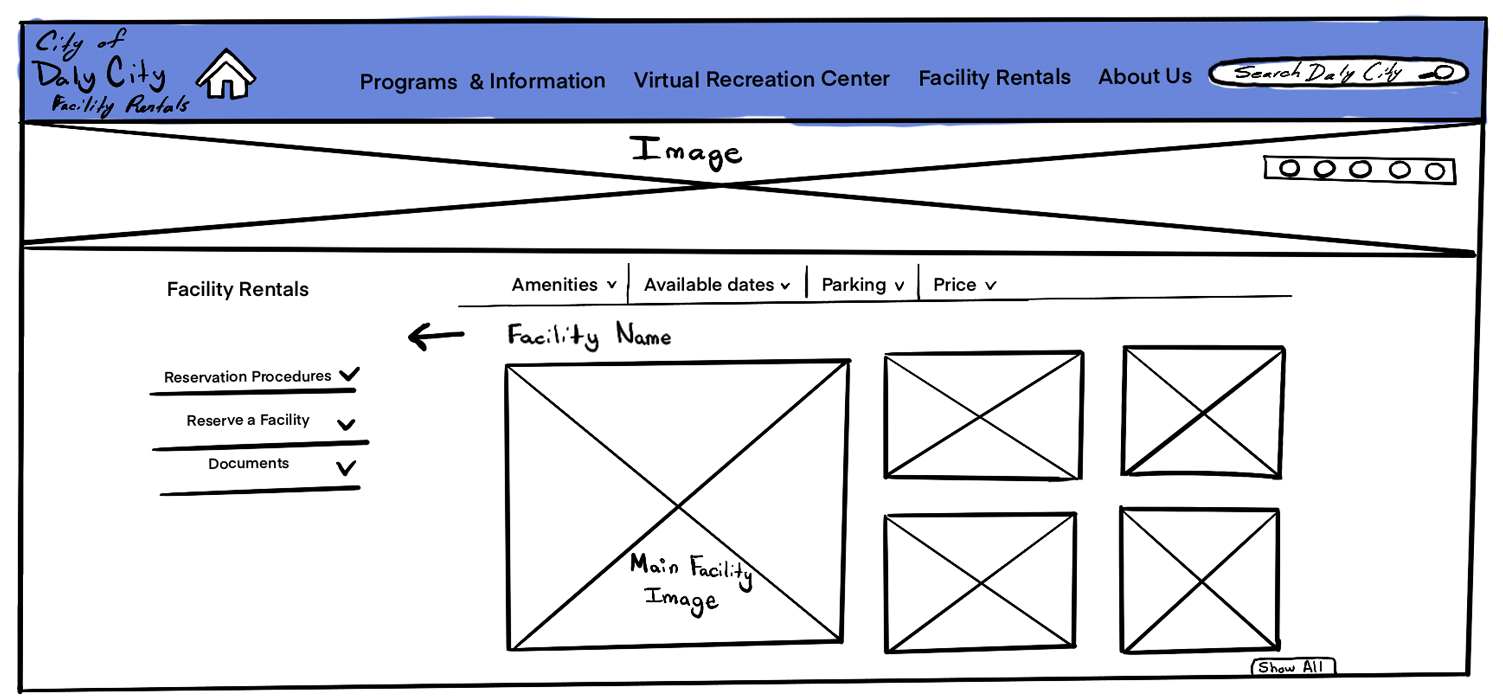 City of
Daly City
Facility Rentals
Programs & Information
Virtual Recreation Center
Facility Rentals
About Us
Search Daly City
Image
Facility Rentals
Amenities
Available dates
Parking
Price
Facility Name
Reservation Procedures
Reserve a Facility
Documents
Main Facility
Image
Show All